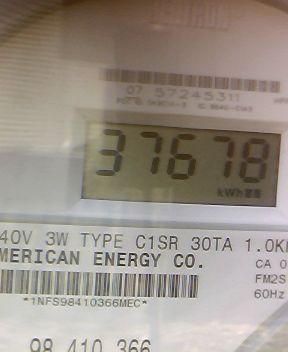 07 57245311
37678
kWh
40V 3W TYPE C1SR 30TA 1.0K
MERICAN ENERGY CO.
CA 0
FM2S
60Hz
*1NFS98410366MEC*
98 410 366